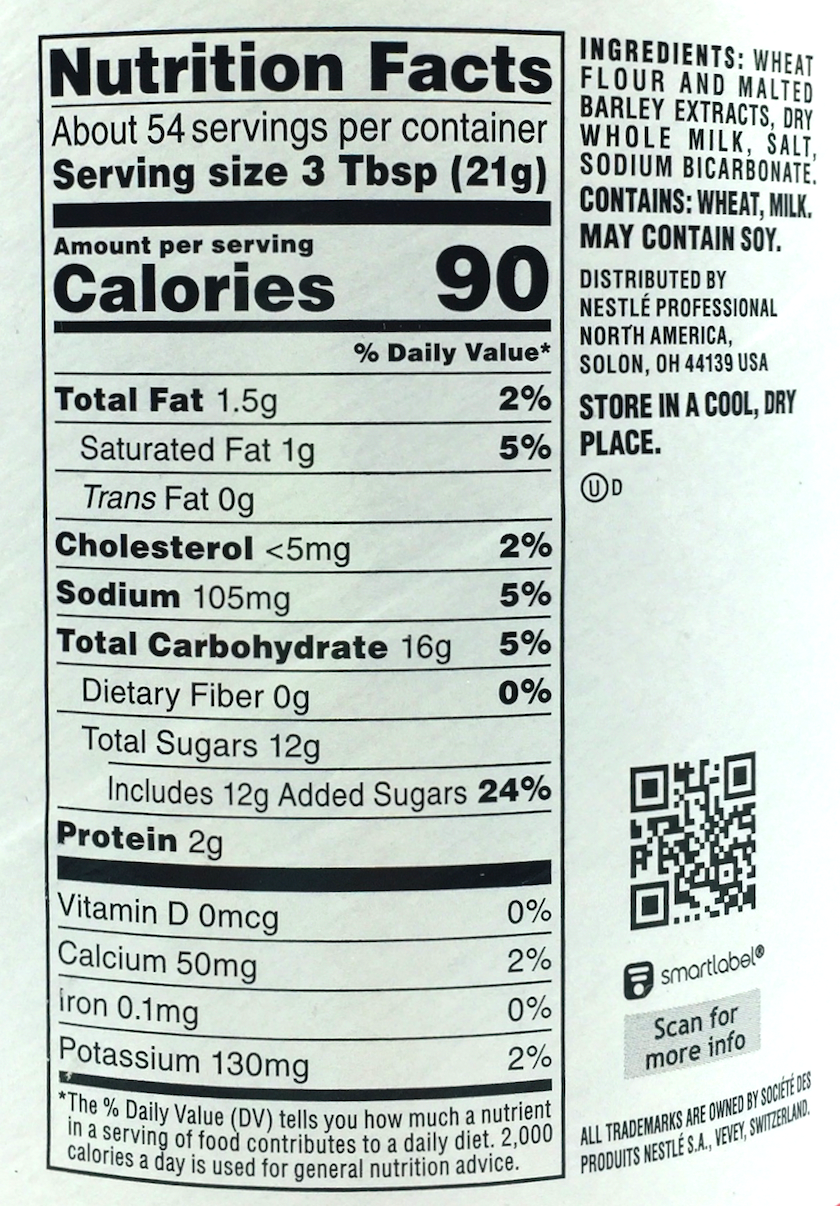 Nutrition Facts
About 54 servings per container
Serving size 3 Tbsp (21g)
Amount per serving
Calories 90
% Daily Value*
Total Fat 1.5g 2%
Saturated Fat 1g 5%
Trans Fat 0g
Cholesterol <5mg 2%
Sodium 105mg 5%
Total Carbohydrate 16g 5%
Dietary Fiber 0g 0%
Total Sugars 12g
Includes 12g Added Sugars 24%
Protein 2g
Vitamin D 0mcg 0%
Calcium 50mg 2%
Iron 0.1mg 0%
Potassium 130mg 2%
*The % Daily Value (DV) tells you how much a nutrient
in a serving of food contributes to a daily diet. 2,000
calories a day is used for general nutrition advice.
INGREDIENTS: WHEAT
FLOUR AND MALTED
BARLEY EXTRACTS, DRY
WHOLE MILK, SALT,
SODIUM BICARBONATE.
CONTAINS: WHEAT, MILK.
MAY CONTAIN SOY.
DISTRIBUTED BY
NESTLÉ PROFESSIONAL
NORTH AMERICA,
SOLON, OH 44139 USA
STORE IN A COOL, DRY
PLACE.
U D
smartlabel®
Scan for
more info
ALL TRADEMARKS ARE OWNED BY SOCIÉTÉ DES
PRODUITS NESTLÉ S.A., VEVEY, SWITZERLAND.